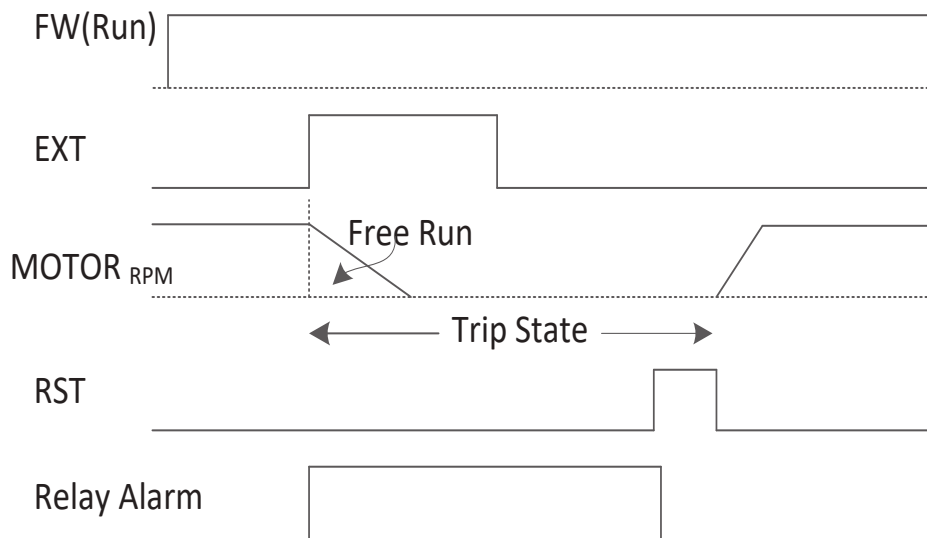 FW(Run)
EXT
Free Run
MOTOR RPM
Trip State
RST
Relay Alarm